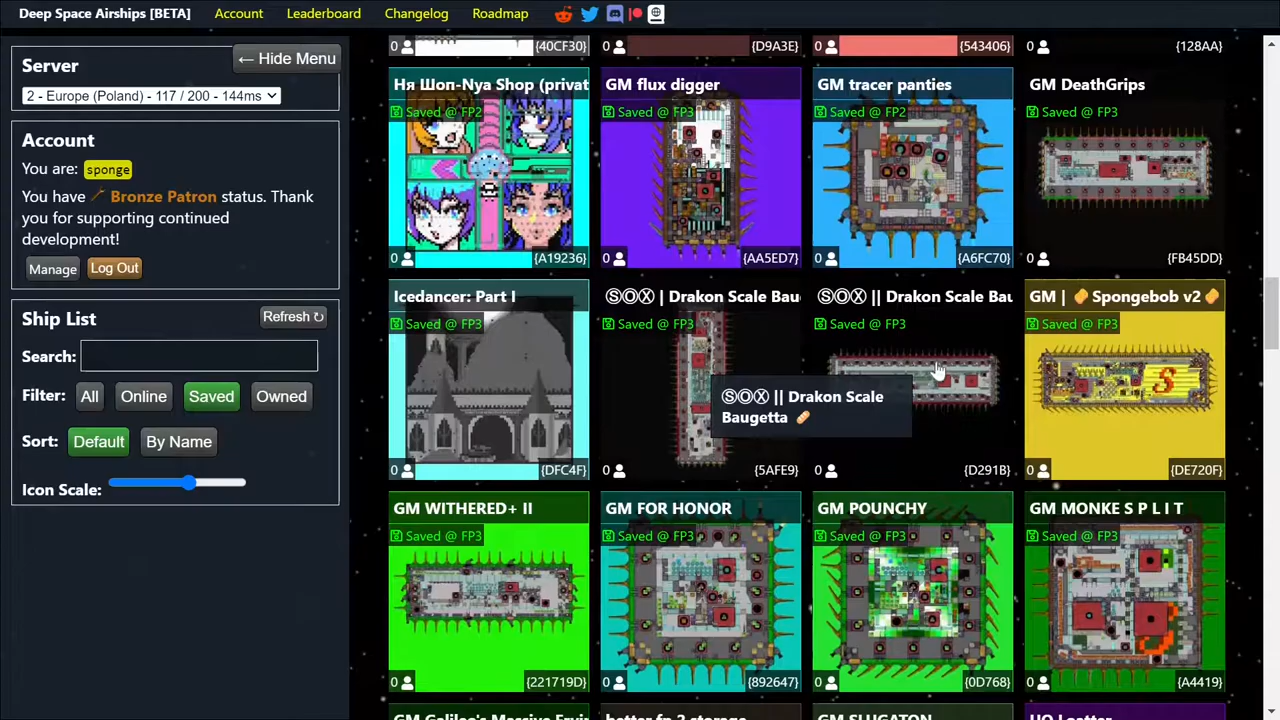 Deep Space Airships [BETA] Account Leaderboard Changelog Roadmap
Server
← Hide Menu
2 - Europe (Poland) - 117 / 200 - 144ms
Account
You are: sponge
You have Bronze Patron status. Thank
you for supporting continued
development!
Manage Log Out
Ship List
Refresh ↻
Search:
Filter: All Online Saved Owned
Sort: Default By Name
Icon Scale:
0 {40CF30} 0 {D9A3E} 0 {543406} 0 {128AA}
Ня Шоп-Nya Shop (privat GM flux digger GM tracer panties GM DeathGrips
Saved @ FP2 Saved @ FP3 Saved @ FP2 Saved @ FP3
0 {A19236} 0 {AA5ED7} 0 {A6FC70} 0 {FB45DD}
Icedancer: Part I ⓈⓄⓍ | Drakon Scale Bau ⓈⓄⓍ || Drakon Scale Bau GM | Spongebob v2
Saved @ FP3 Saved @ FP3 Saved @ FP3 Saved @ FP3
S
ⓈⓄⓍ || Drakon Scale
Baugetta 🥖
0 {DFC4F} 0 {5AFE9} 0 {D291B} 0 {DE720F}
GM WITHERED+ II GM FOR HONOR GM POUNCHY GM MONKE S P L I T
Saved @ FP3 Saved @ FP3 Saved @ FP3 Saved @ FP3
0 {221719D} 0 {892647} 0 {0D768} 0 {A4419}